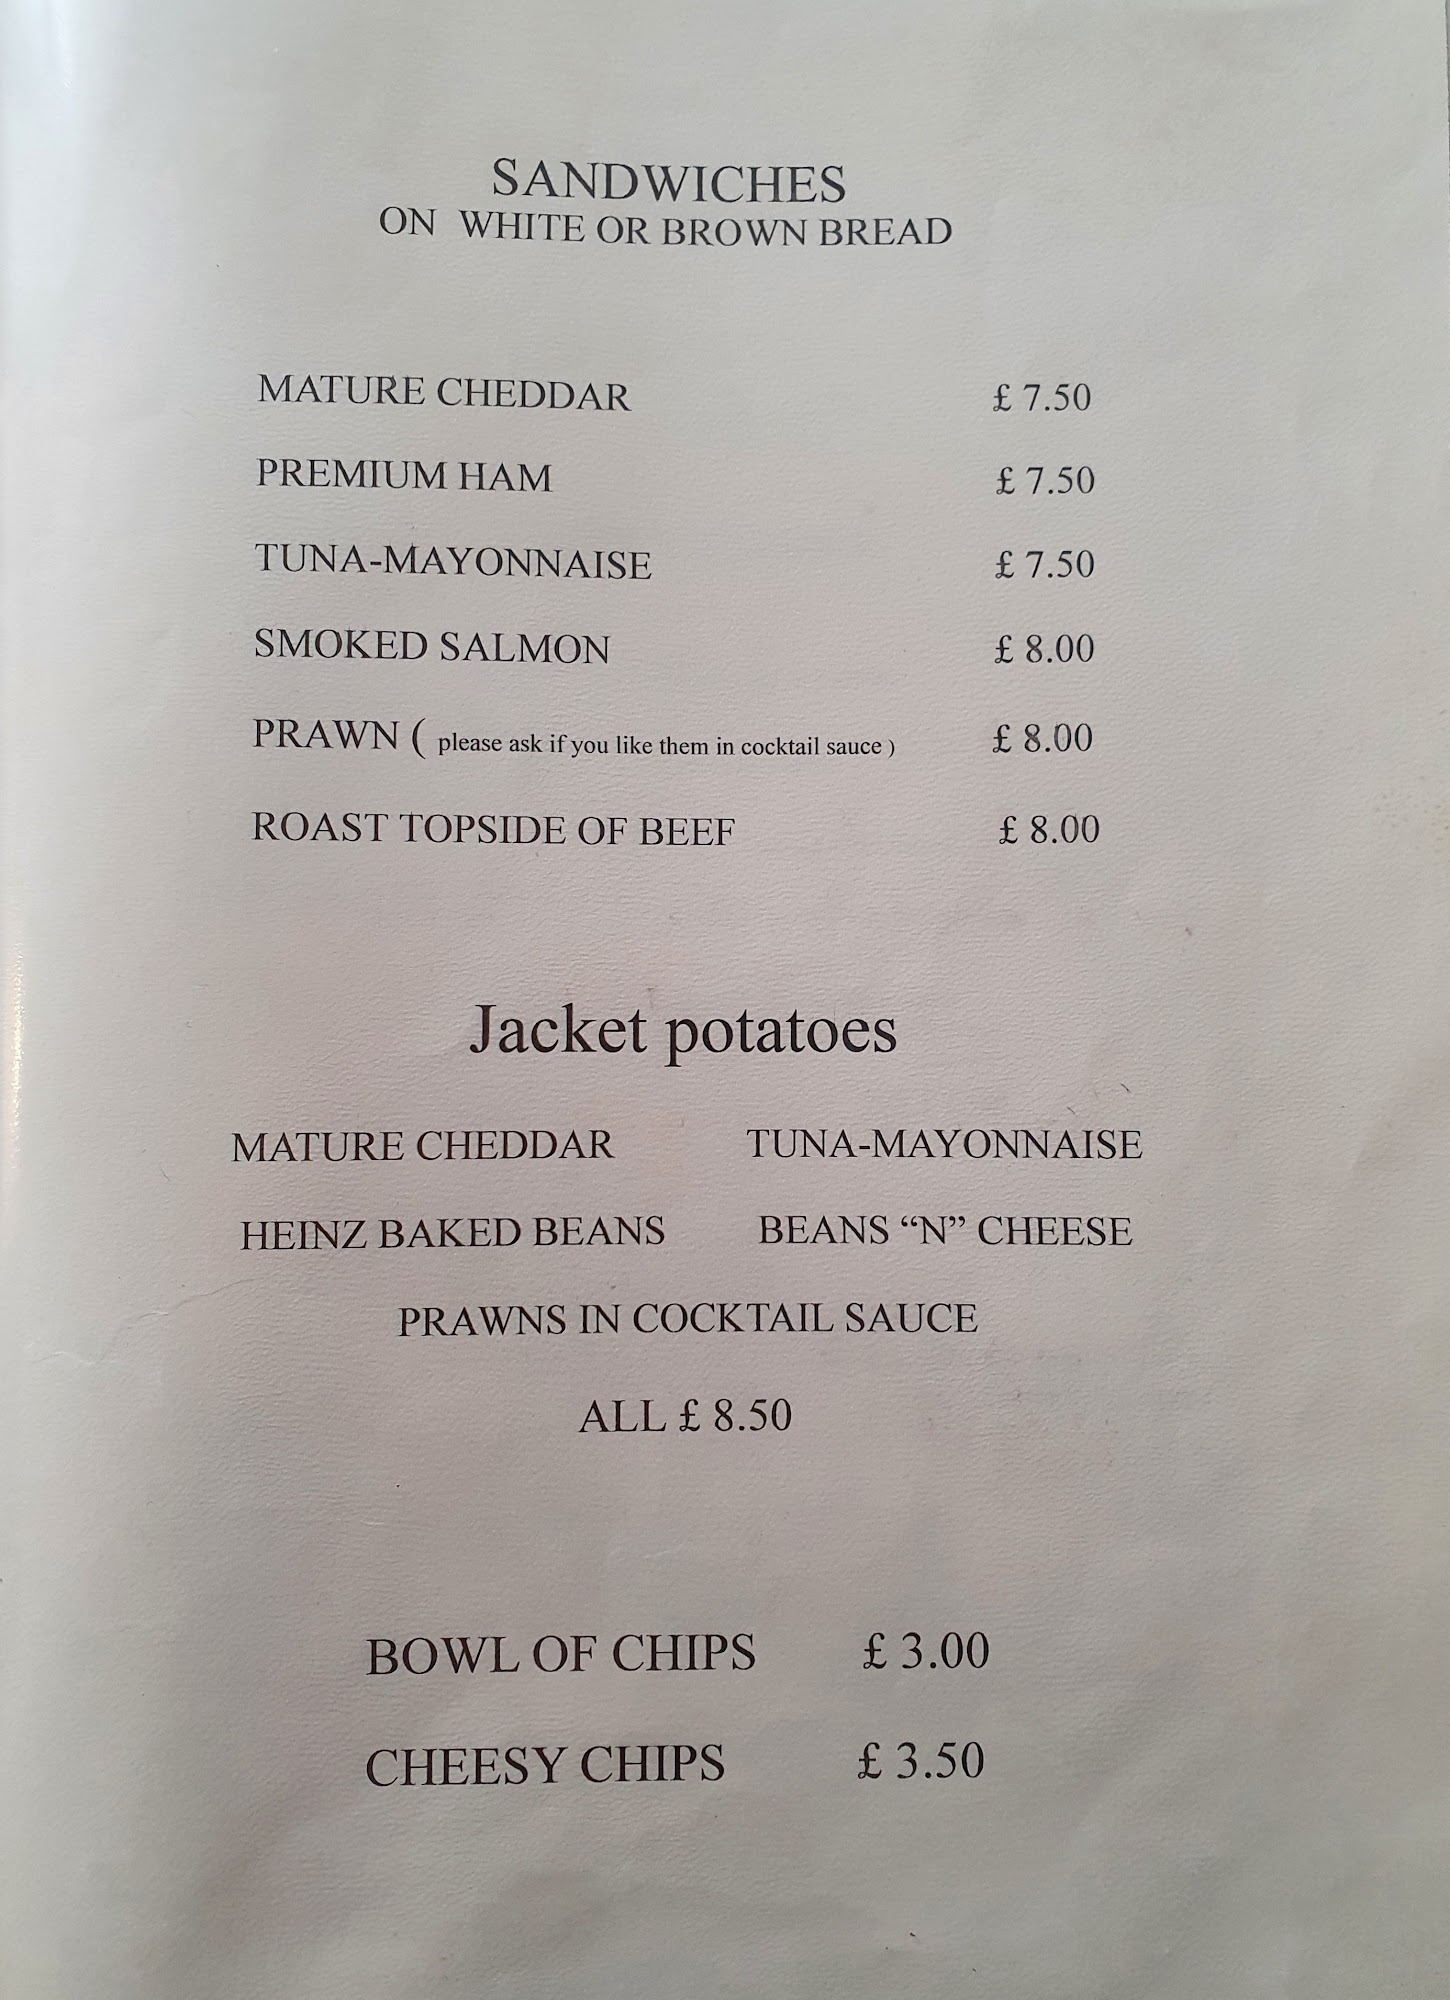 SANDWICHES
ON WHITE OR BROWN BREAD
MATURE CHEDDAR £ 7.50
PREMIUM HAM £ 7.50
TUNA-MAYONNAISE £ 7.50
SMOKED SALMON £ 8.00
PRAWN ( please ask if you like them in cocktail sauce ) £ 8.00
ROAST TOPSIDE OF BEEF £ 8.00
Jacket potatoes
MATURE CHEDDAR TUNA-MAYONNAISE
HEINZ BAKED BEANS BEANS “N” CHEESE
PRAWNS IN COCKTAIL SAUCE
ALL £ 8.50
BOWL OF CHIPS £ 3.00
CHEESY CHIPS £ 3.50